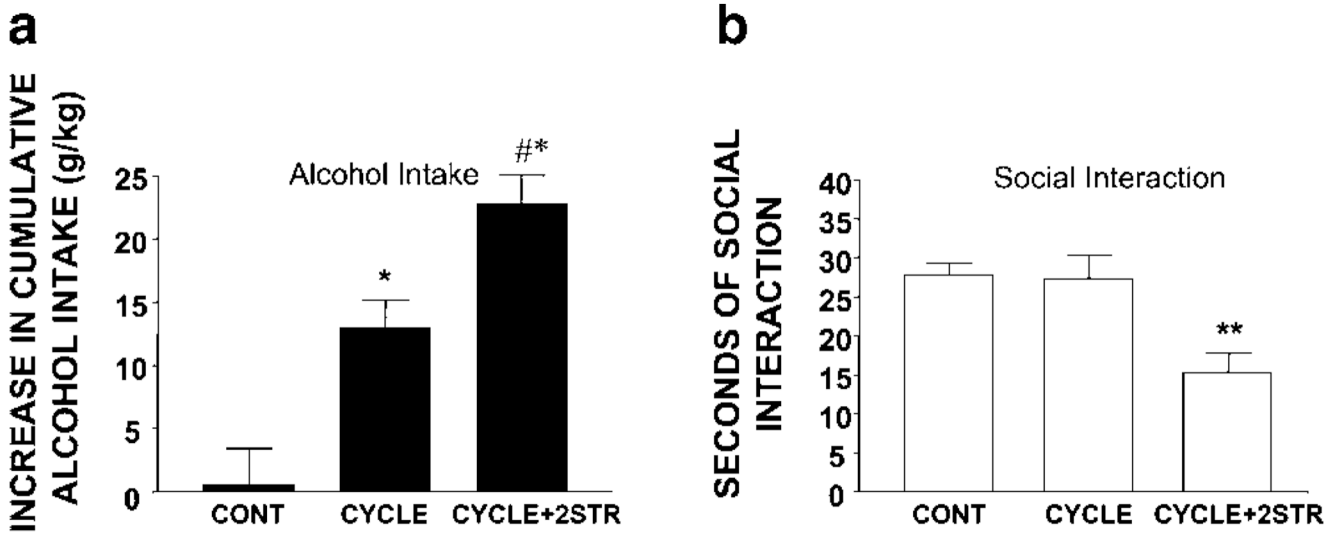 a
INCREASE IN CUMULATIVE
ALCOHOL INTAKE (g/kg)
Alcohol Intake
25
20
15
10
5
0
*
#*
CONT
CYCLE
CYCLE+2STR
b
SECONDS OF SOCIAL
INTERACTION
Social Interaction
40
35
30
25
20
15
10
5
0
**
CONT
CYCLE
CYCLE+2STR